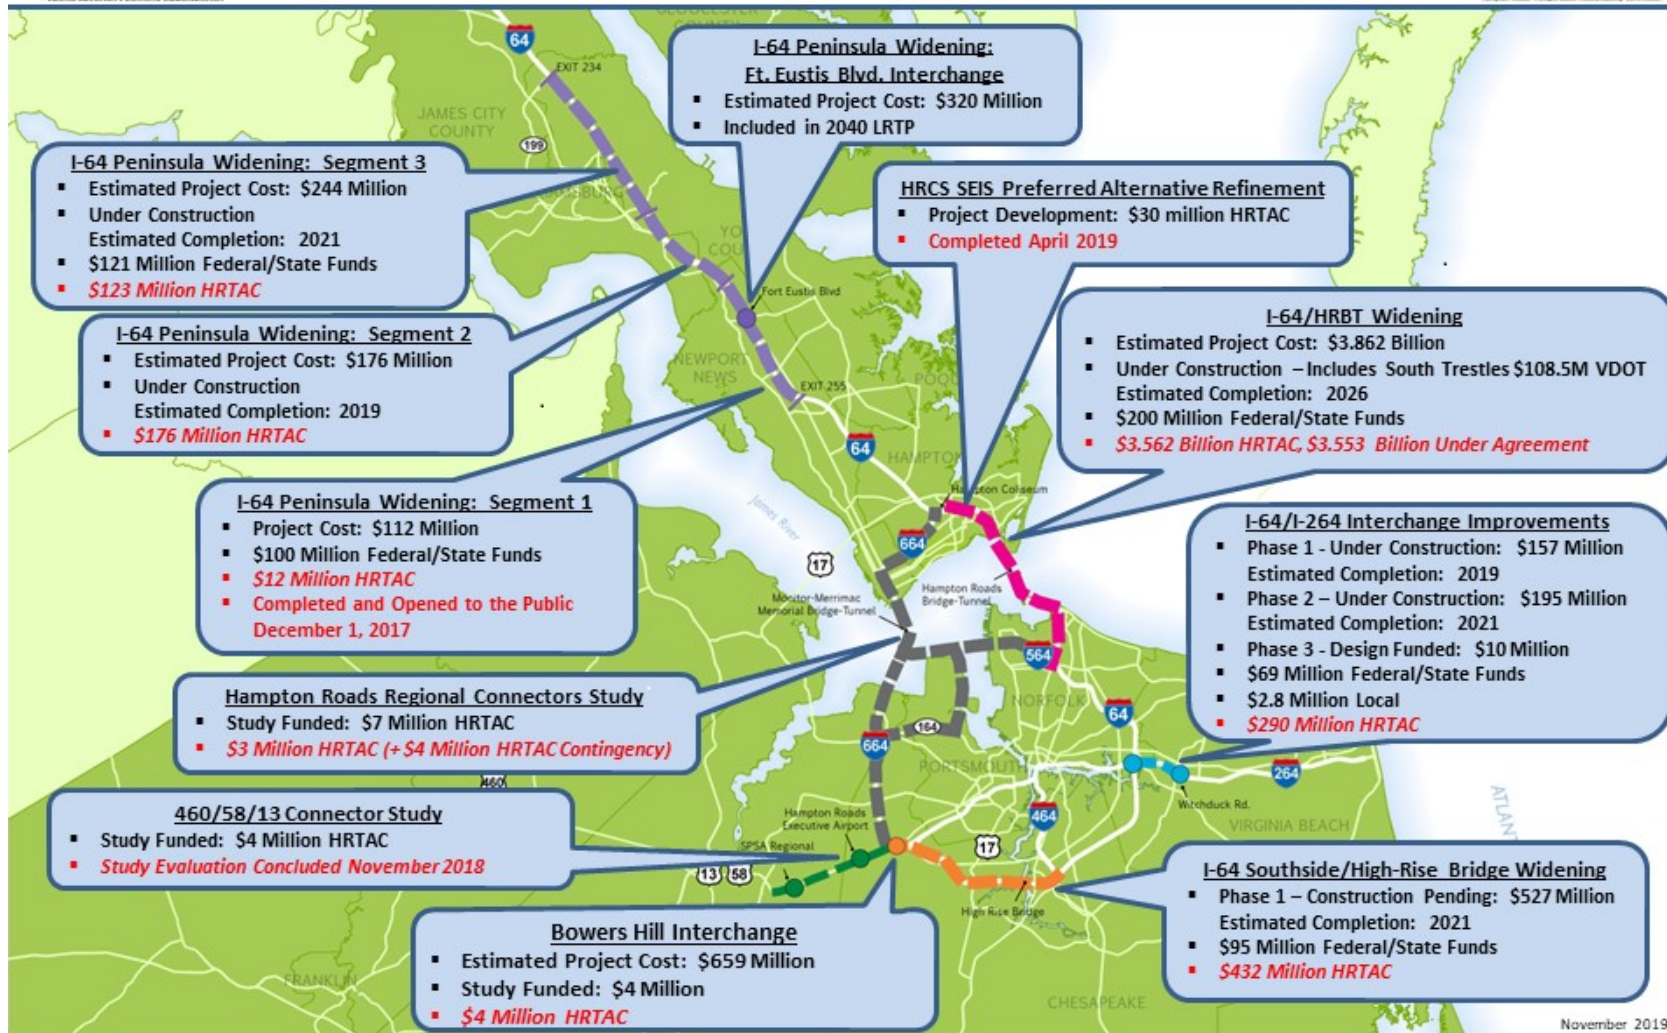 I-64 Peninsula Widening:
Ft. Eustis Blvd. Interchange
▪ Estimated Project Cost: $320 Million
▪ Included in 2040 LRTP
64
EXIT 234
JAMES CITY
COUNTY
199
I-64 Peninsula Widening: Segment 3
▪ Estimated Project Cost: $244 Million
▪ Under Construction
Estimated Completion: 2021
▪ $121 Million Federal/State Funds
▪ $123 Million HRTAC
HRCS SEIS Preferred Alternative Refinement
▪ Project Development: $30 million HRTAC
▪ Completed April 2019
Fort Eustis Blvd
I-64 Peninsula Widening: Segment 2
▪ Estimated Project Cost: $176 Million
▪ Under Construction
Estimated Completion: 2019
▪ $176 Million HRTAC
NEWPORT
NEWS
EXIT 255
I-64/HRBT Widening
▪ Estimated Project Cost: $3.862 Billion
▪ Under Construction – Includes South Trestles $108.5M VDOT
Estimated Completion: 2026
▪ $200 Million Federal/State Funds
▪ $3.562 Billion HRTAC, $3.553 Billion Under Agreement
64
HAMPTON
Hampton Coliseum
I-64 Peninsula Widening: Segment 1
▪ Project Cost: $112 Million
▪ $100 Million Federal/State Funds
▪ $12 Million HRTAC
▪ Completed and Opened to the Public
December 1, 2017
James River
664
17
Hampton Roads
Bridge-Tunnel
Monitor-Merrimac
Memorial Bridge-Tunnel
I-64/I-264 Interchange Improvements
▪ Phase 1 - Under Construction: $157 Million
Estimated Completion: 2019
▪ Phase 2 – Under Construction: $195 Million
Estimated Completion: 2021
▪ Phase 3 - Design Funded: $10 Million
▪ $69 Million Federal/State Funds
▪ $2.8 Million Local
▪ $290 Million HRTAC
564
Hampton Roads Regional Connectors Study
▪ Study Funded: $7 Million HRTAC
▪ $3 Million HRTAC (+ $4 Million HRTAC Contingency)
NORFOLK
64
164
664
PORTSMOUTH
264
460
Witchduck Rd.
464
VIRGINIA BEACH
460/58/13 Connector Study
▪ Study Funded: $4 Million HRTAC
▪ Study Evaluation Concluded November 2018
Hampton Roads
Executive Airport
SPSA Regional
13 58
17
High Rise Bridge
I-64 Southside/High-Rise Bridge Widening
▪ Phase 1 – Construction Pending: $527 Million
Estimated Completion: 2021
▪ $95 Million Federal/State Funds
▪ $432 Million HRTAC
Bowers Hill Interchange
▪ Estimated Project Cost: $659 Million
▪ Study Funded: $4 Million
▪ $4 Million HRTAC
FRANKLIN
CHESAPEAKE
November 2019